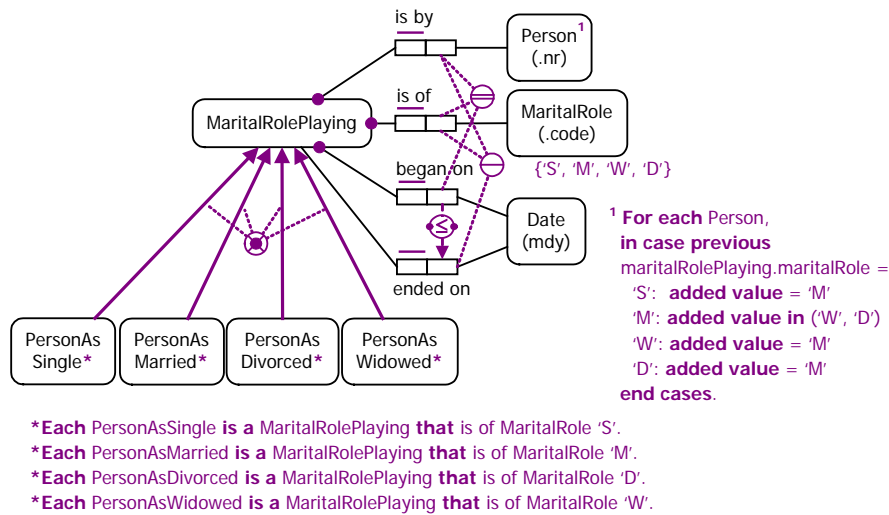 is by
Person1
(.nr)
is of
MaritalRolePlaying
MaritalRole
(.code)
{‘S’, ‘M’, ‘W’, ‘D’}
began on
≤
Date
(mdy)
ended on
1 For each Person,
in case previous
maritalRolePlaying.maritalRole =
‘S’: added value = ‘M’
‘M’: added value in (‘W’, ‘D’)
‘W’: added value = ‘M’
‘D’: added value = ‘M’
end cases.
PersonAs
Single*
PersonAs
Married*
PersonAs
Divorced*
PersonAs
Widowed*
*Each PersonAsSingle is a MaritalRolePlaying that is of MaritalRole ‘S’.
*Each PersonAsMarried is a MaritalRolePlaying that is of MaritalRole ‘M’.
*Each PersonAsDivorced is a MaritalRolePlaying that is of MaritalRole ‘D’.
*Each PersonAsWidowed is a MaritalRolePlaying that is of MaritalRole ‘W’.